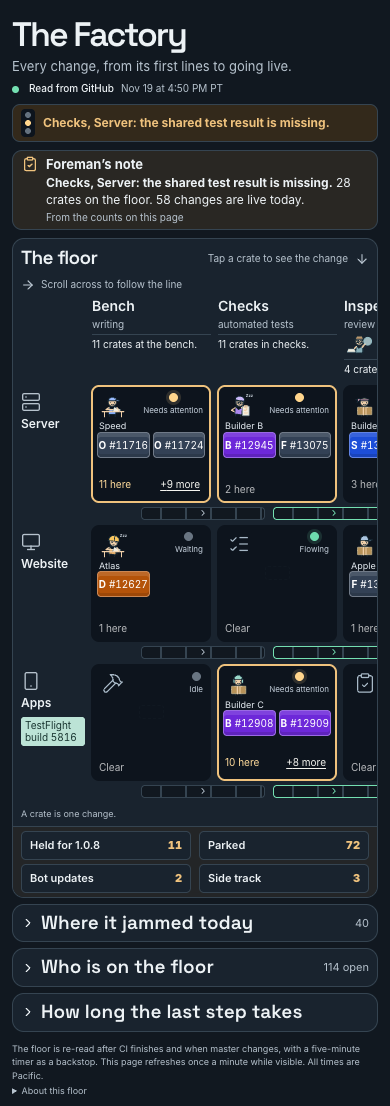 The Factory
Every change, from its first lines to going live.
Read from GitHub Nov 19 at 4:50 PM PT
Checks, Server: the shared test result is missing.
Foreman's note
Checks, Server: the shared test result is missing. 28
crates on the floor. 58 changes are live today.
From the counts on this page
The floor
Tap a crate to see the change
Scroll across to follow the line
Bench
writing
11 crates at the bench.
Checks
automated tests
11 crates in checks.
Inspe
review
4 crate
Server
Needs attention
Speed
O #11716
O #11724
11 here
+9 more
Needs attention
Builder B
B #12945
F #13075
2 here
Builde
S #13
3 here
Website
Waiting
Atlas
D #12627
1 here
Flowing
Clear
Apple
F #13
1 here
Apps
TestFlight
build 5816
Idle
Clear
Needs attention
Builder C
B #12908
B #12909
10 here
+8 more
Clear
A crate is one change.
Held for 1.0.8 11
Parked 72
Bot updates 2
Side track 3
Where it jammed today 40
Who is on the floor 114 open
How long the last step takes
The floor is re-read after CI finishes and when master changes, with a five-minute
timer as a backstop. This page refreshes once a minute while visible. All times are
Pacific.
About this floor